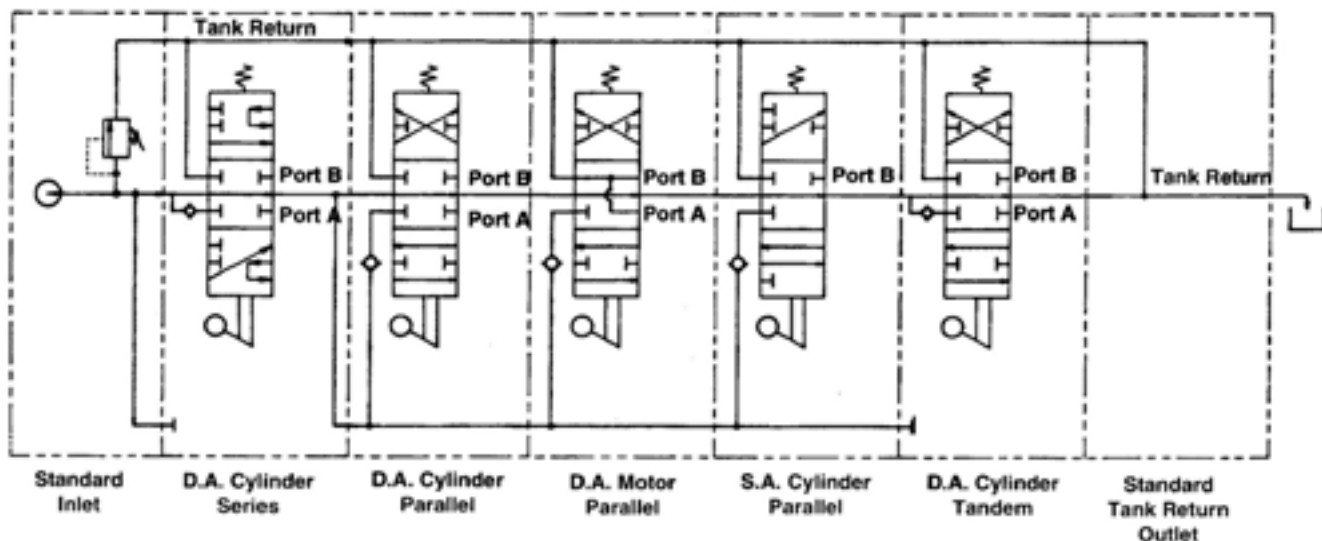 Tank Return
Port B
Port A
Port B
Port A
Port B
Port A
Port B
Port B
Port A
Tank Return
Standard
Inlet
D.A. Cylinder
Series
D.A. Cylinder
Parallel
D.A. Motor
Parallel
S.A. Cylinder
Parallel
D.A. Cylinder
Tandem
Standard
Tank Return
Outlet